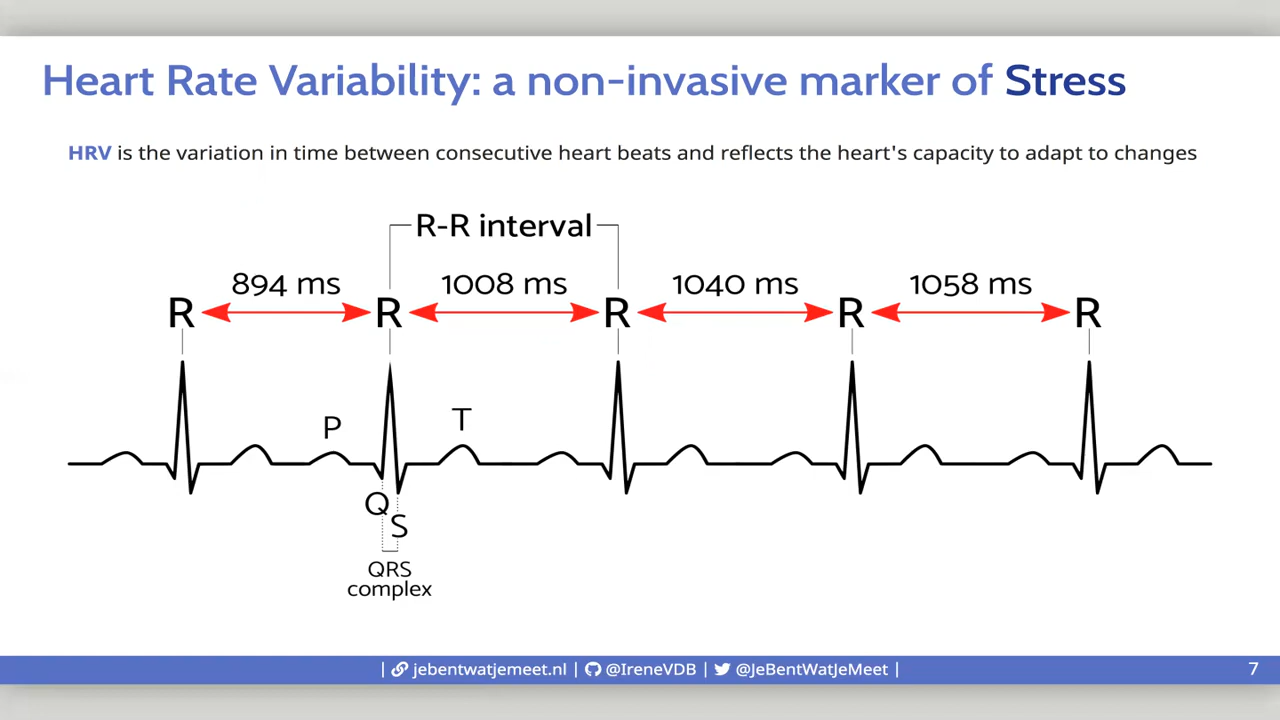 Heart Rate Variability: a non-invasive marker of Stress
HRV is the variation in time between consecutive heart beats and reflects the heart's capacity to adapt to changes
R-R interval
894 ms 1008 ms 1040 ms 1058 ms
R R R R R
P T
Q
S
QRS
complex
| jebentwatjemeet.nl | @IreneVDB | @JeBentWatJeMeet | 7